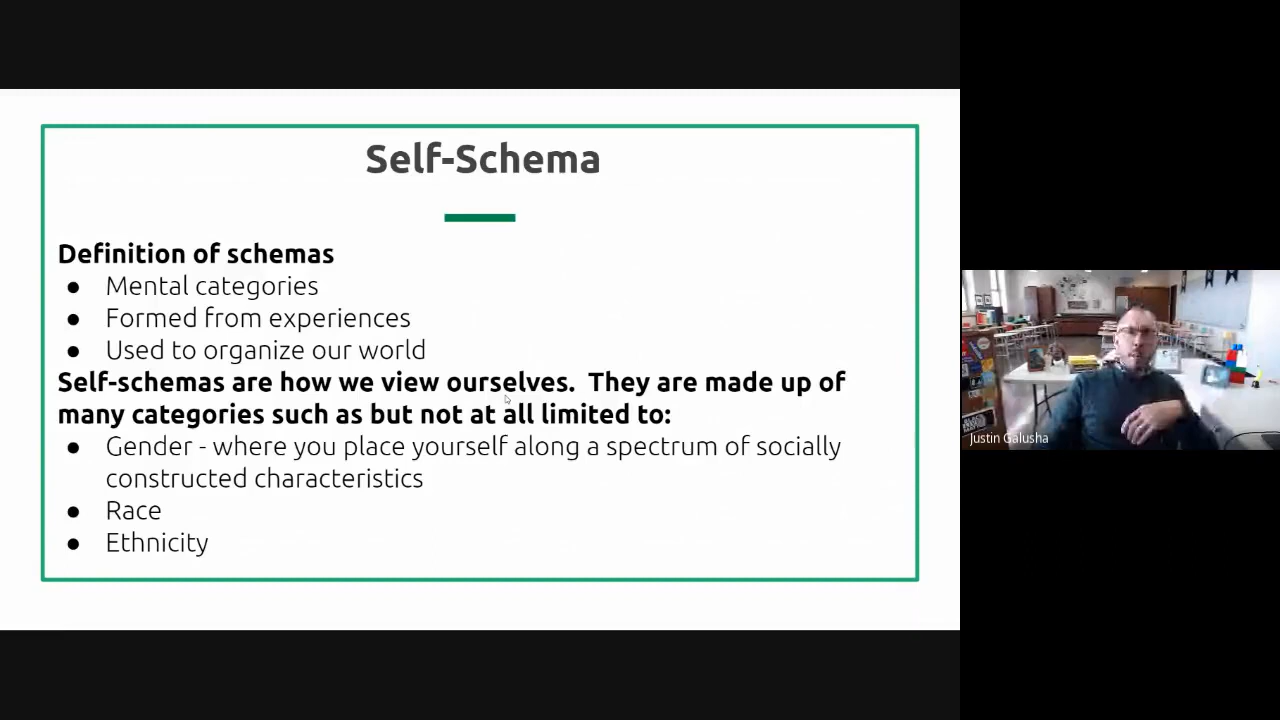 Self-Schema
Definition of schemas
● Mental categories
● Formed from experiences
● Used to organize our world
Self-schemas are how we view ourselves.  They are made up of
many categories such as but not at all limited to:
● Gender - where you place yourself along a spectrum of socially
constructed characteristics
● Race
● Ethnicity
Justin Galusha